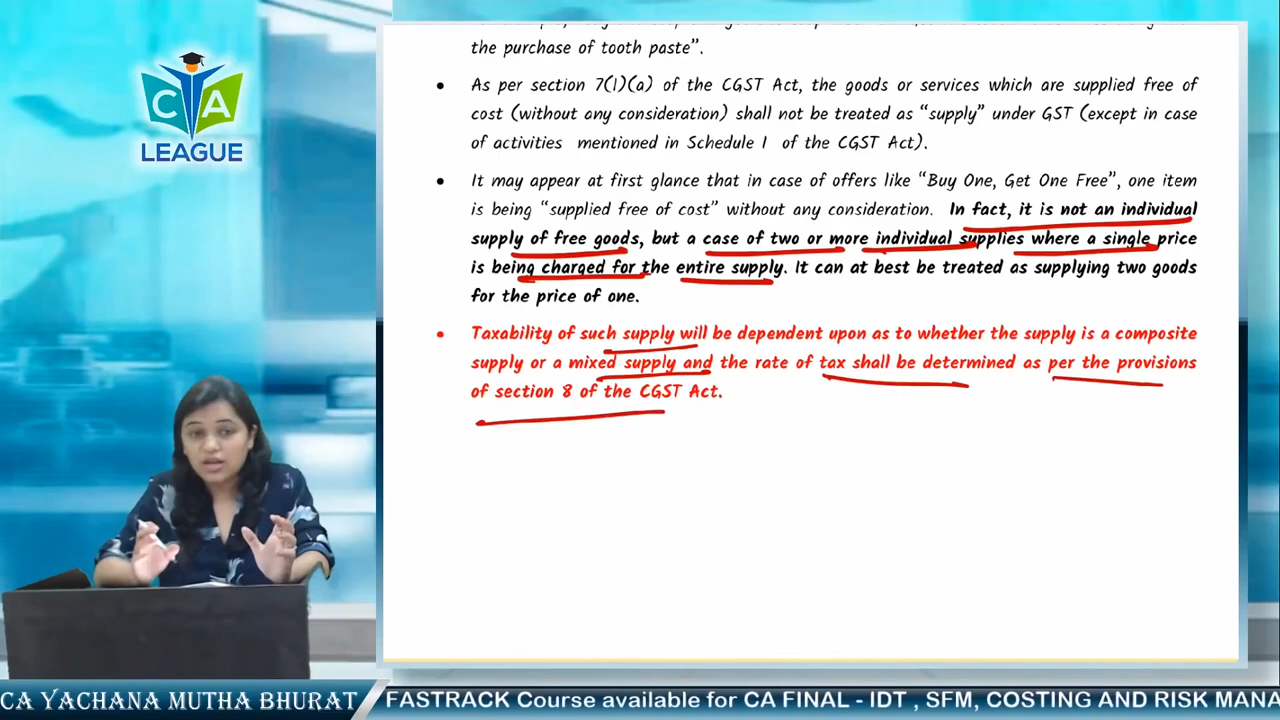 the purchase of tooth paste”.
• As per section 7(1)(a) of the CGST Act, the goods or services which are supplied free of
cost (without any consideration) shall not be treated as “supply” under GST (except in case
of activities mentioned in Schedule I of the CGST Act).
• It may appear at first glance that in case of offers like “Buy One, Get One Free”, one item
is being “supplied free of cost” without any consideration. In fact, it is not an individual
supply of free goods, but a case of two or more individual supplies where a single price
is being charged for the entire supply. It can at best be treated as supplying two goods
for the price of one.
• Taxability of such supply will be dependent upon as to whether the supply is a composite
supply or a mixed supply and the rate of tax shall be determined as per the provisions
of section 8 of the CGST Act.
CA
LEAGUE
CA YACHANA MUTHA BHURAT
FASTRACK Course available for CA FINAL - IDT , SFM, COSTING AND RISK MANA